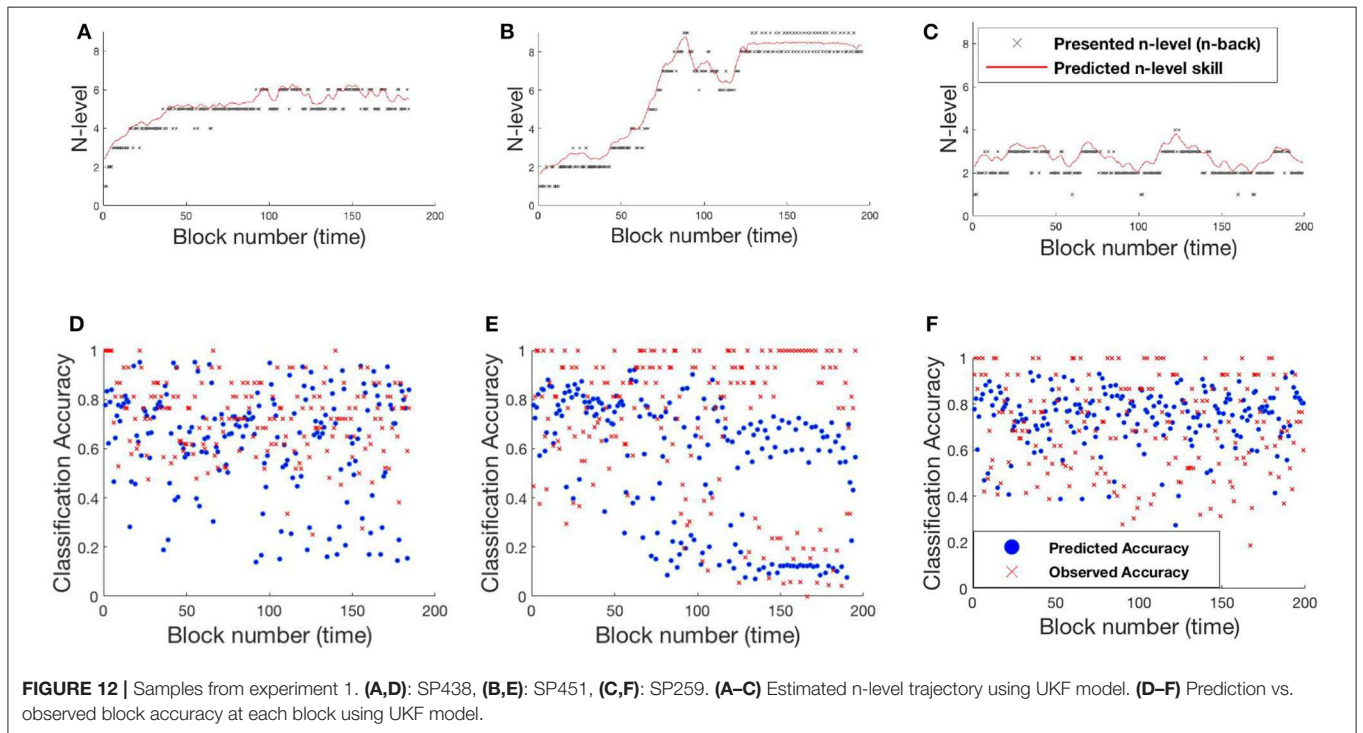 A
N-level
8
6
4
2
0
0 50 100 150 200
Block number (time)
B
N-level
8
6
4
2
0
0 50 100 150 200
Block number (time)
C
N-level
8
6
4
2
0
0 50 100 150 200
Block number (time)
Presented n-level (n-back)
Predicted n-level skill
D
Classification Accuracy
1
0.8
0.6
0.4
0.2
0
0 50 100 150 200
Block number (time)
E
Classification Accuracy
1
0.8
0.6
0.4
0.2
0
0 50 100 150 200
Block number (time)
F
Classification Accuracy
1
0.8
0.6
0.4
0.2
0
0 50 100 150 200
Block number (time)
Predicted Accuracy
Observed Accuracy
FIGURE 12 | Samples from experiment 1. (A,D): SP438, (B,E): SP451, (C,F): SP259. (A–C) Estimated n-level trajectory using UKF model. (D–F) Prediction vs.
observed block accuracy at each block using UKF model.